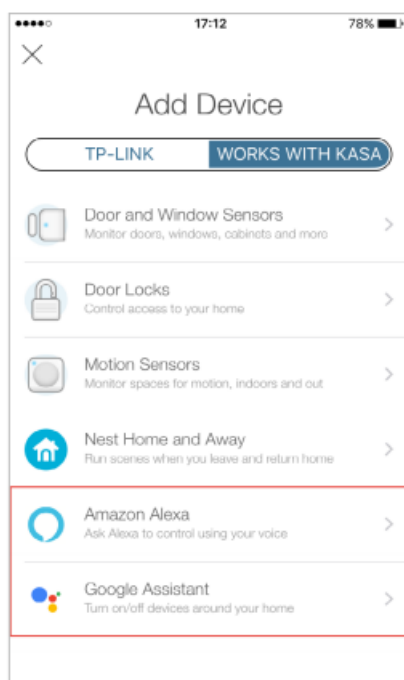 17:12
78%
Add Device
TP-LINK
WORKS WITH KASA
Door and Window Sensors
Monitor doors, windows, cabinets and more
Door Locks
Control access to your home
Motion Sensors
Monitor spaces for motion, indoors and out
Nest Home and Away
Run scenes when you leave and return home
Amazon Alexa
Ask Alexa to control using your voice
Google Assistant
Turn on/off devices around your home